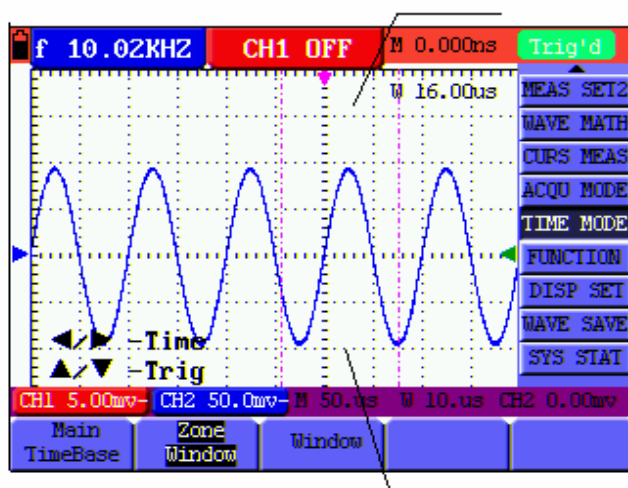 f 10.02KHZ CH1 OFF M 0.000ns Trig'd
W 16.00us
MEAS SET2
WAVE MATH
CURS MEAS
ACQU MODE
TIME MODE
FUNCTION
DISP SET
WAVE SAVE
SYS STAT
◀/▶ -Time
▲/▼ -Trig
CH1 5.00mv- CH2 50.0mv- M 50.us W 10.us CH2 0.00mv
Main TimeBase
Zone Window
Window